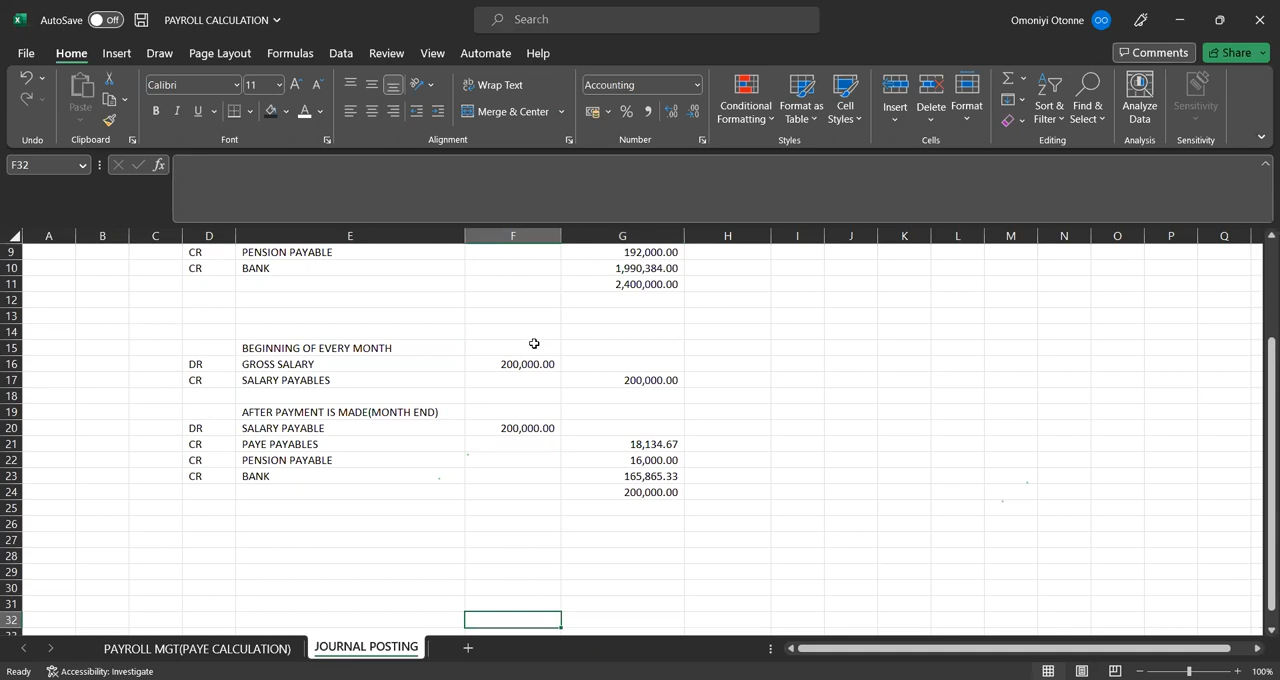 AutoSave Off PAYROLL CALCULATION Search Omoniyi Otonne OO
File Home Insert Draw Page Layout Formulas Data Review View Automate Help Comments Share
Calibri 11 Wrap Text Accounting
Paste Merge & Center Conditional Formatting Format as Table Cell Styles Insert Delete Format Sort & Filter Find & Select Analyze Data Sensitivity
Undo Clipboard Font Alignment Number Styles Cells Editing Analysis Sensitivity
F32 fx
A B C D E F G H I J K L M N O P Q
9 CR PENSION PAYABLE 192,000.00
10 CR BANK 1,990,384.00
11 2,400,000.00
12
13
14
15 BEGINNING OF EVERY MONTH
16 DR GROSS SALARY 200,000.00
17 CR SALARY PAYABLES 200,000.00
18
19 AFTER PAYMENT IS MADE(MONTH END)
20 DR SALARY PAYABLE 200,000.00
21 CR PAYE PAYABLES 18,134.67
22 CR PENSION PAYABLE 16,000.00
23 CR BANK 165,865.33
24 200,000.00
25
26
27
28
29
30
31
32
PAYROLL MGT(PAYE CALCULATION) JOURNAL POSTING
Ready Accessibility: Investigate 100%